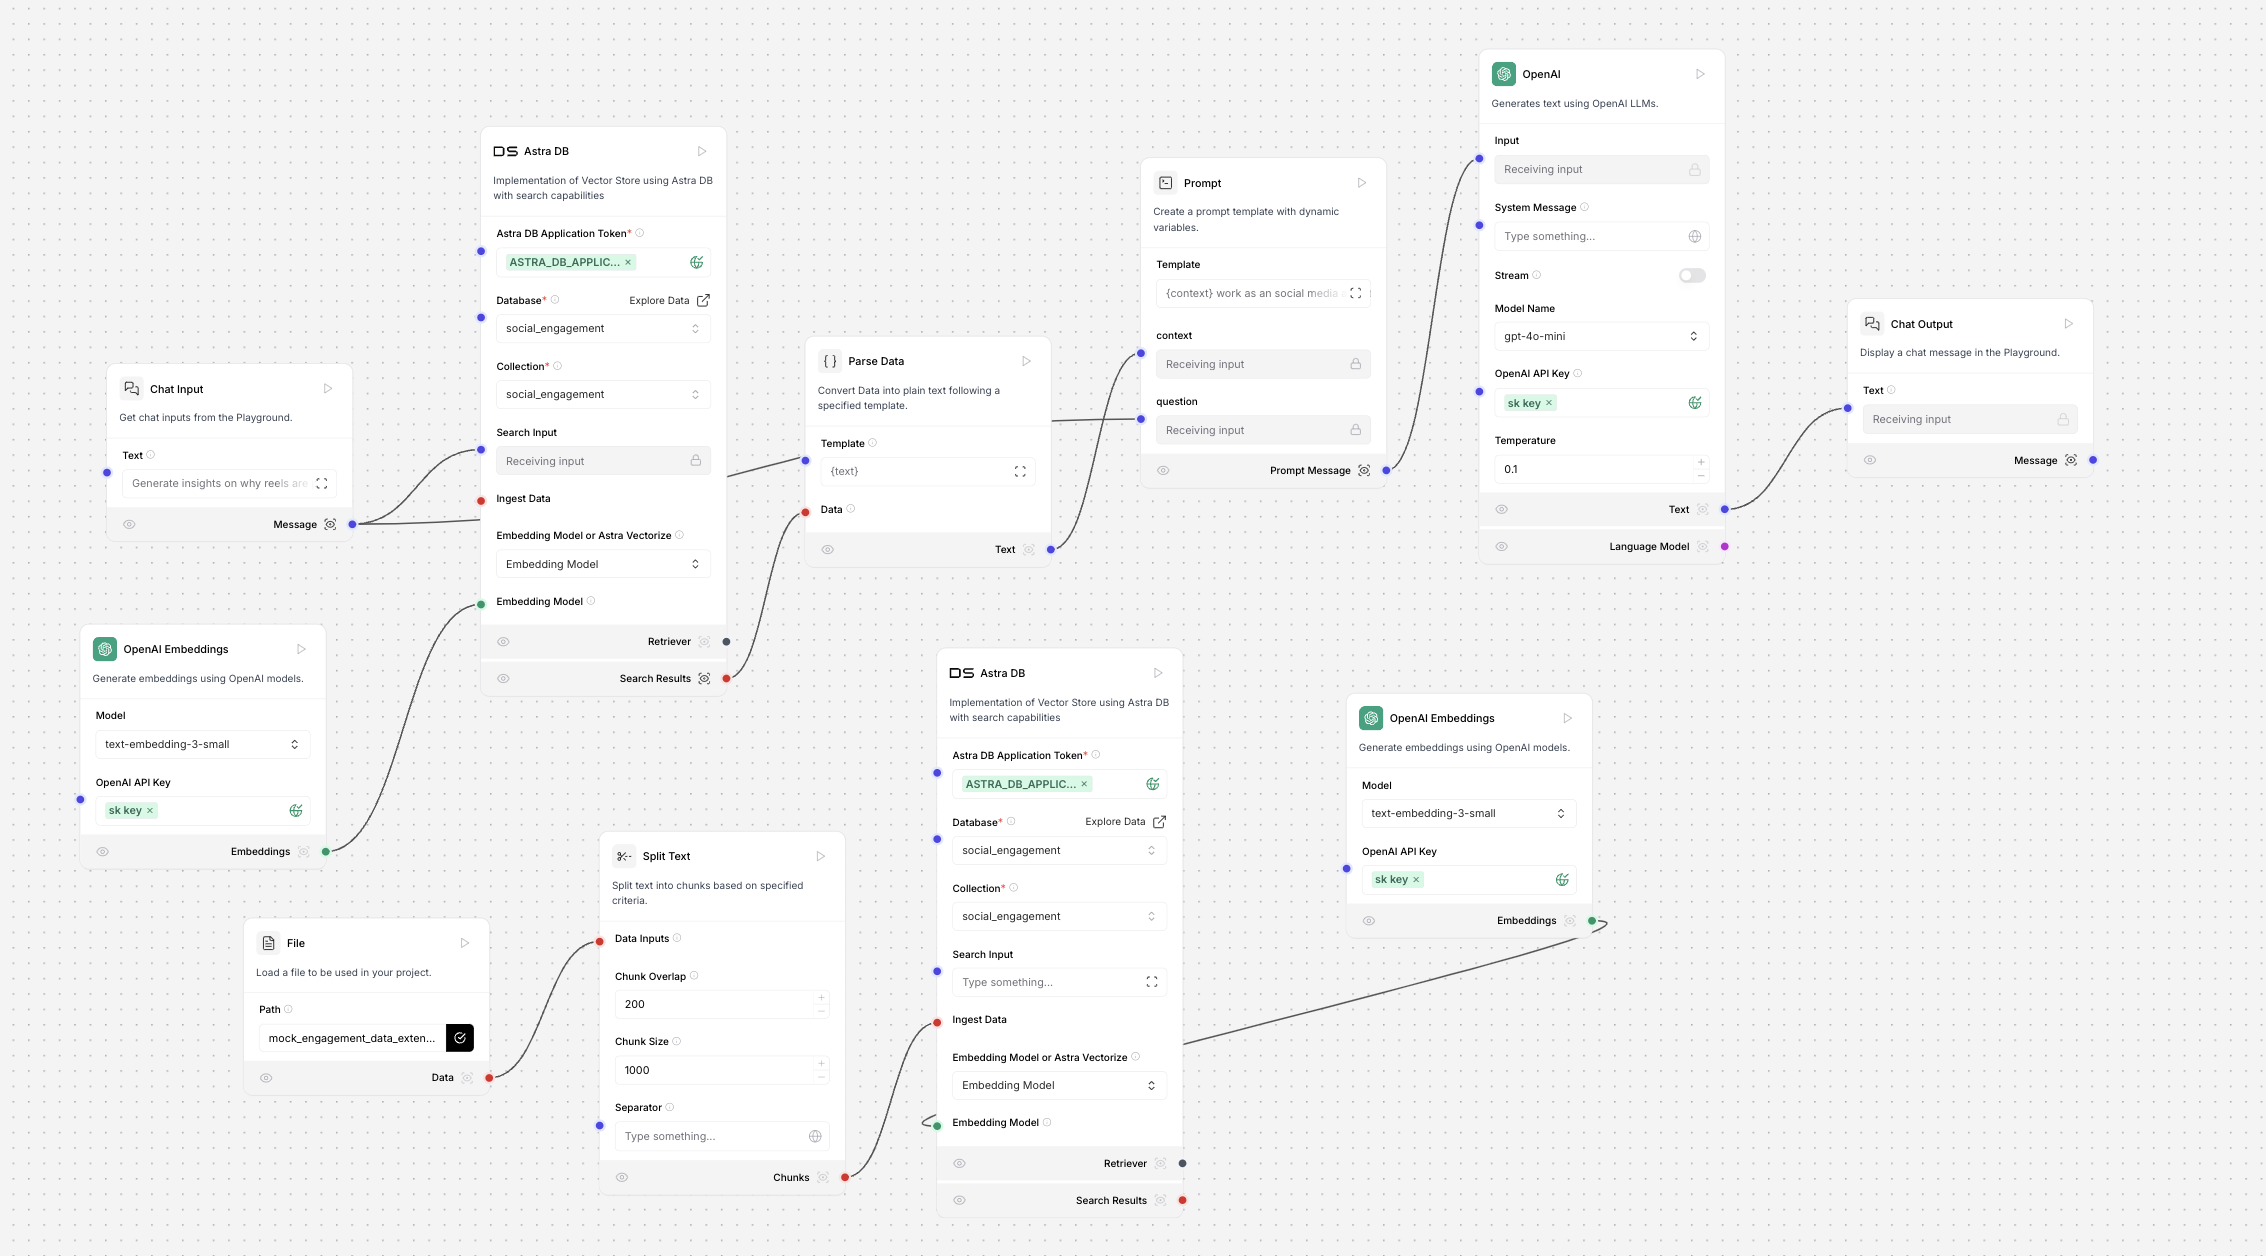 Chat Input
Get chat inputs from the Playground.
Text
Generate insights on why reels are
Message
OpenAI Embeddings
Generate embeddings using OpenAI models.
Model
text-embedding-3-small
OpenAI API Key
sk key ×
Embeddings
DS Astra DB
Implementation of Vector Store using Astra DB
with search capabilities
Astra DB Application Token*
ASTRA_DB_APPLIC... ×
Database*
Explore Data
social_engagement
Collection*
social_engagement
Search Input
Receiving input
Ingest Data
Embedding Model or Astra Vectorize
Embedding Model
Embedding Model
Retriever
Search Results
Parse Data
Convert Data into plain text following a
specified template.
Template
{text}
Data
Text
Prompt
Create a prompt template with dynamic
variables.
Template
{context} work as an social media
context
Receiving input
question
Receiving input
Prompt Message
OpenAI
Generates text using OpenAI LLMs.
Input
Receiving input
System Message
Type something...
Stream
Model Name
gpt-4o-mini
OpenAI API Key
sk key ×
Temperature
0.1
Text
Language Model
Chat Output
Display a chat message in the Playground.
Text
Receiving input
Message
File
Load a file to be used in your project.
Path
mock_engagement_data_exten...
Data
Split Text
Split text into chunks based on specified
criteria.
Data Inputs
Chunk Overlap
200
Chunk Size
1000
Separator
Type something...
Chunks
DS Astra DB
Implementation of Vector Store using Astra DB
with search capabilities
Astra DB Application Token*
ASTRA_DB_APPLIC... ×
Database*
Explore Data
social_engagement
Collection*
social_engagement
Search Input
Type something...
Ingest Data
Embedding Model or Astra Vectorize
Embedding Model
Embedding Model
Retriever
Search Results
OpenAI Embeddings
Generate embeddings using OpenAI models.
Model
text-embedding-3-small
OpenAI API Key
sk key ×
Embeddings